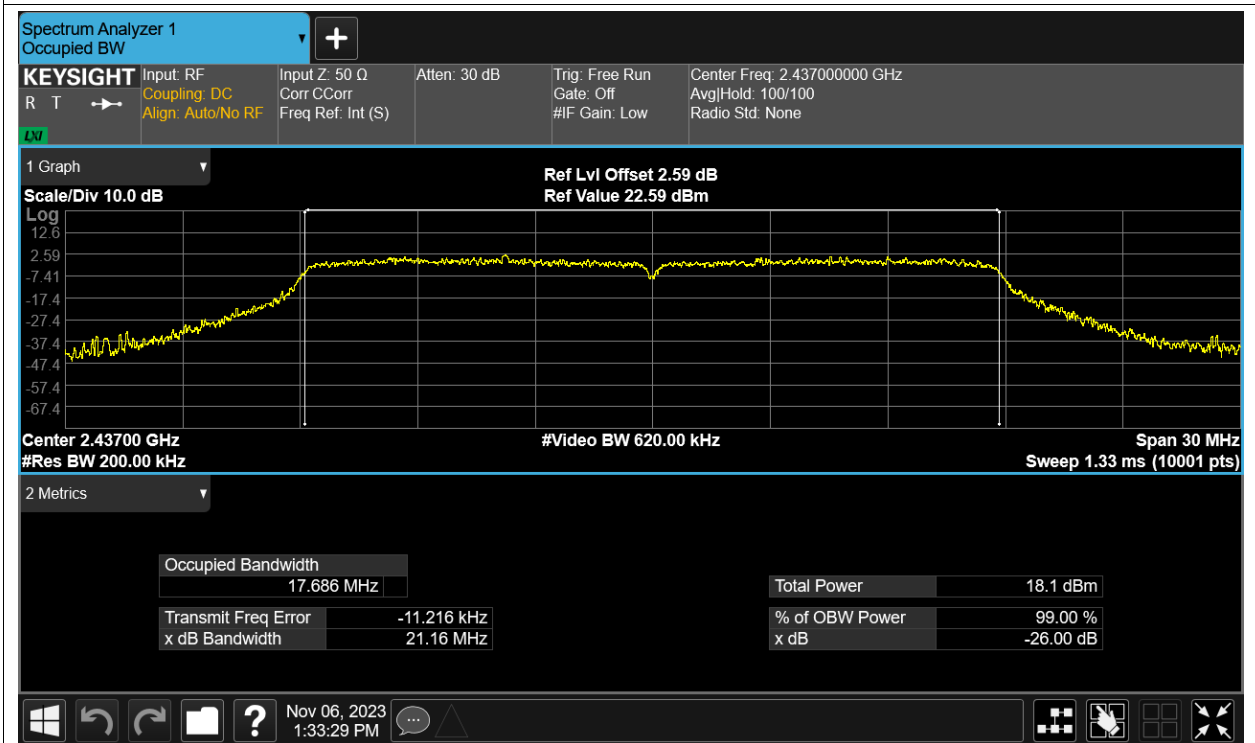 Spectrum Analyzer 1
Occupied BW
KEYSIGHT
R T
LXI
Input: RF
Coupling: DC
Align: Auto/No RF
Input Z: 50 Ω
Corr CCorr
Freq Ref: Int (S)
Atten: 30 dB
Trig: Free Run
Gate: Off
#IF Gain: Low
Center Freq: 2.437000000 GHz
Avg|Hold: 100/100
Radio Std: None
1 Graph
Scale/Div 10.0 dB
Ref Lvl Offset 2.59 dB
Ref Value 22.59 dBm
Log
12.6
2.59
-7.41
-17.4
-27.4
-37.4
-47.4
-57.4
-67.4
Center 2.43700 GHz
#Video BW 620.00 kHz
Span 30 MHz
#Res BW 200.00 kHz
Sweep 1.33 ms (10001 pts)
2 Metrics
Occupied Bandwidth
17.686 MHz
Total Power 18.1 dBm
Transmit Freq Error -11.216 kHz
% of OBW Power 99.00 %
x dB Bandwidth 21.16 MHz
x dB -26.00 dB
?
Nov 06, 2023
1:33:29 PM